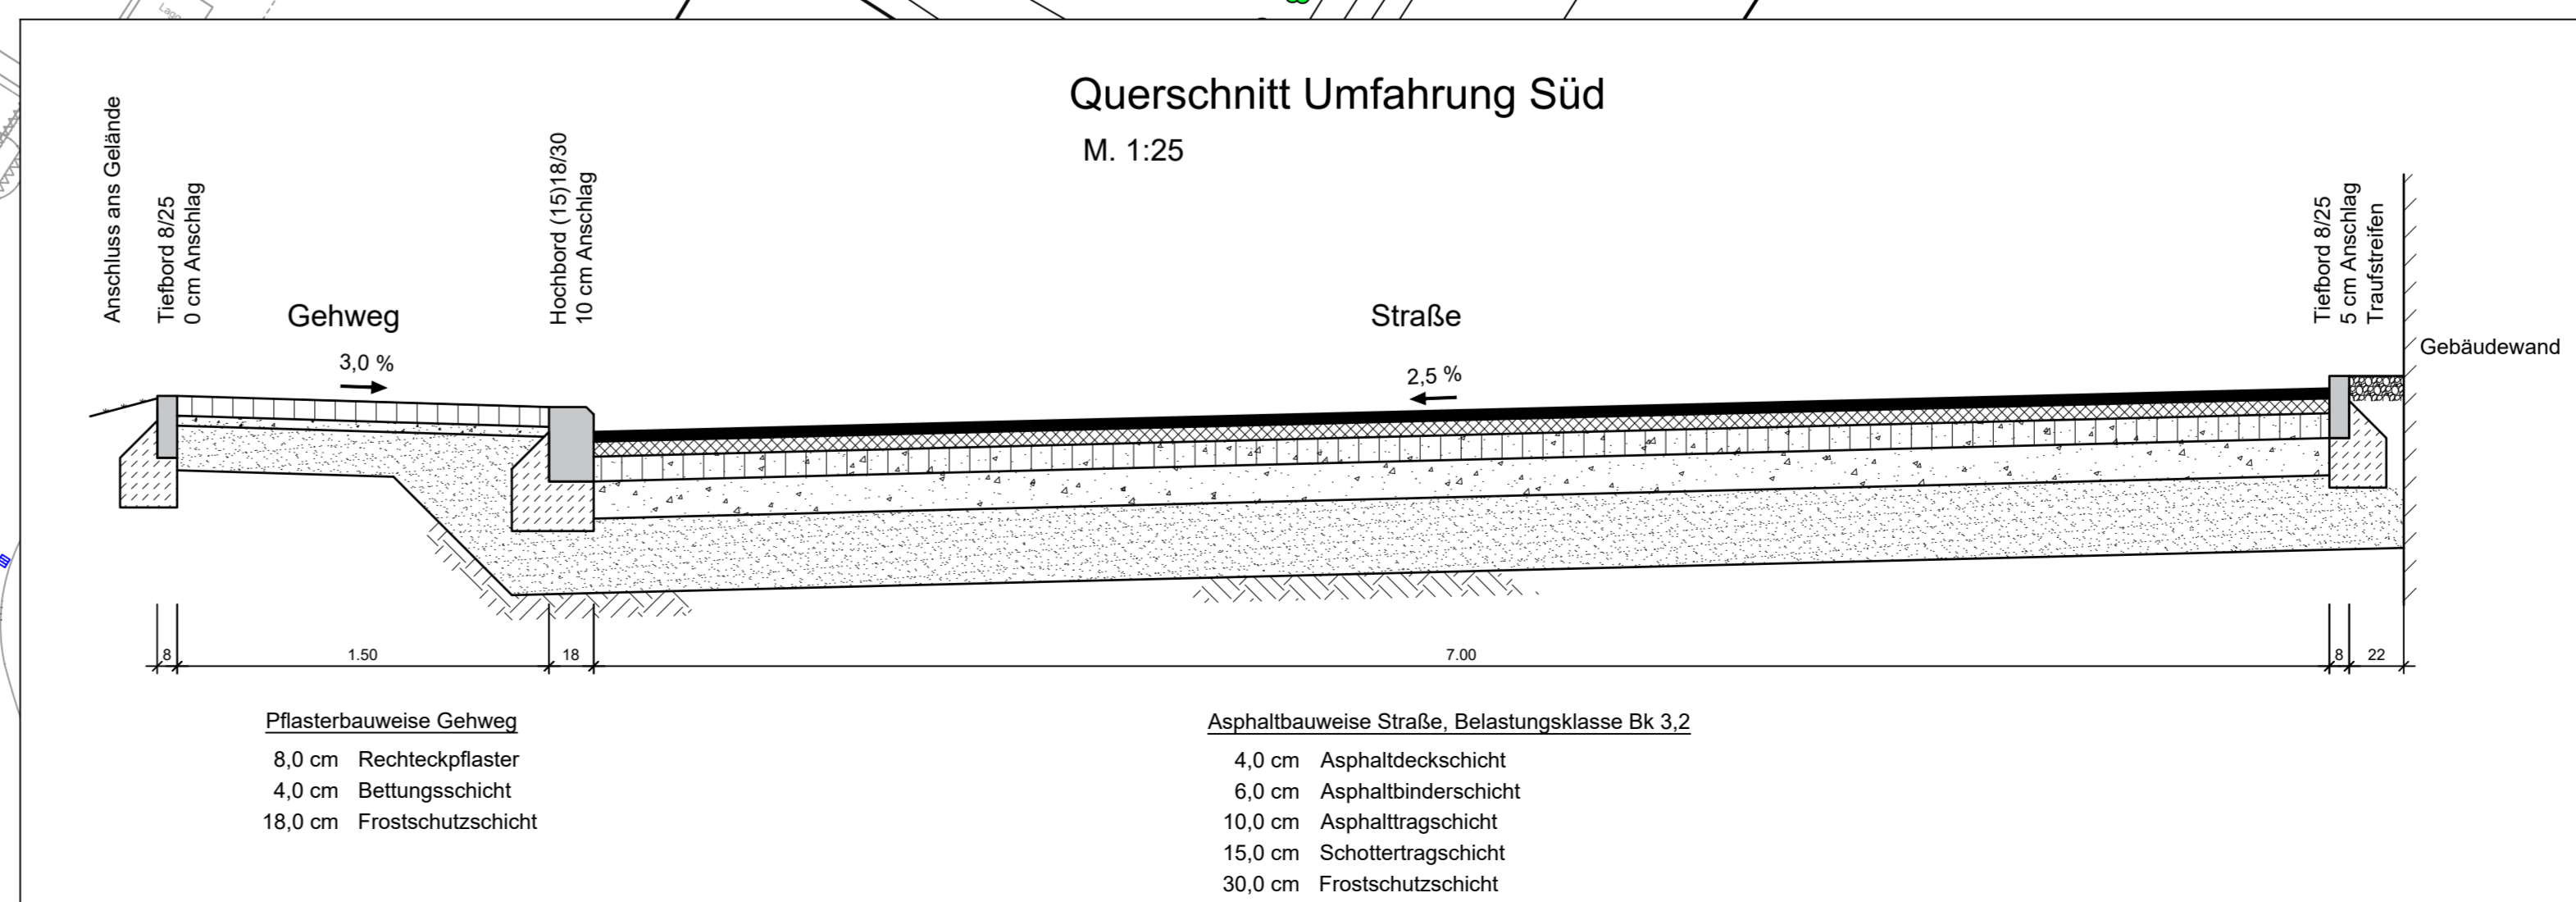 Lago
Querschnitt Umfahrung Süd
M. 1:25
Anschluss ans Gelände
Tiefbord 8/25
0 cm Anschlag
Hochbord (15)18/30
10 cm Anschlag
Tiefbord 8/25
5 cm Anschlag
Traufstreifen
Gehweg
Straße
Gebäudewand
3,0 %
2,5 %
8
1.50
18
7.00
8
22
Pflasterbauweise Gehweg
8,0 cm Rechteckpflaster
4,0 cm Bettungsschicht
18,0 cm Frostschutzschicht
Asphaltbauweise Straße, Belastungsklasse Bk 3,2
4,0 cm Asphaltdeckschicht
6,0 cm Asphaltbinderschicht
10,0 cm Asphalttragschicht
15,0 cm Schottertragschicht
30,0 cm Frostschutzschicht